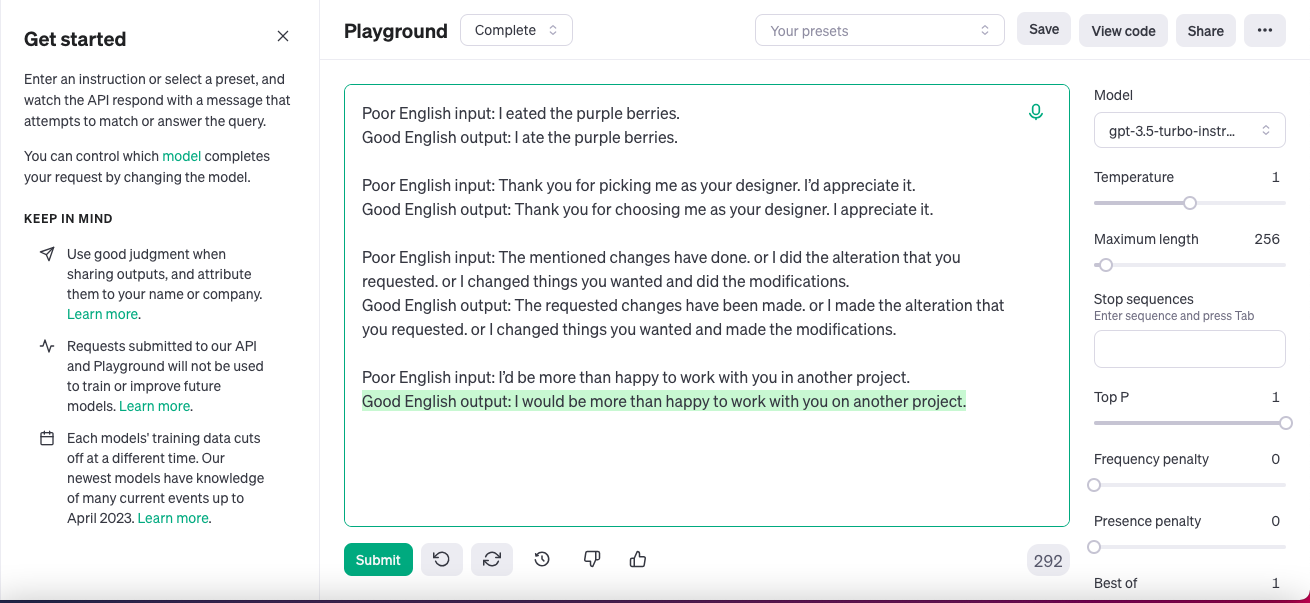 Get started
Enter an instruction or select a preset, and
watch the API respond with a message that
attempts to match or answer the query.
You can control which model completes
your request by changing the model.
KEEP IN MIND
Use good judgment when
sharing outputs, and attribute
them to your name or company.
Learn more.
Requests submitted to our API
and Playground will not be used
to train or improve future
models. Learn more.
Each models' training data cuts
off at a different time. Our
newest models have knowledge
of many current events up to
April 2023. Learn more.
Playground
Complete
Your presets
Save
View code
Share
Poor English input: I eated the purple berries.
Good English output: I ate the purple berries.
Poor English input: Thank you for picking me as your designer. I’d appreciate it.
Good English output: Thank you for choosing me as your designer. I appreciate it.
Poor English input: The mentioned changes have done. or I did the alteration that you
requested. or I changed things you wanted and did the modifications.
Good English output: The requested changes have been made. or I made the alteration that
you requested. or I changed things you wanted and made the modifications.
Poor English input: I’d be more than happy to work with you in another project.
Good English output: I would be more than happy to work with you on another project.
Submit
292
Model
gpt-3.5-turbo-instr...
Temperature 1
Maximum length 256
Stop sequences
Enter sequence and press Tab
Top P 1
Frequency penalty 0
Presence penalty 0
Best of 1